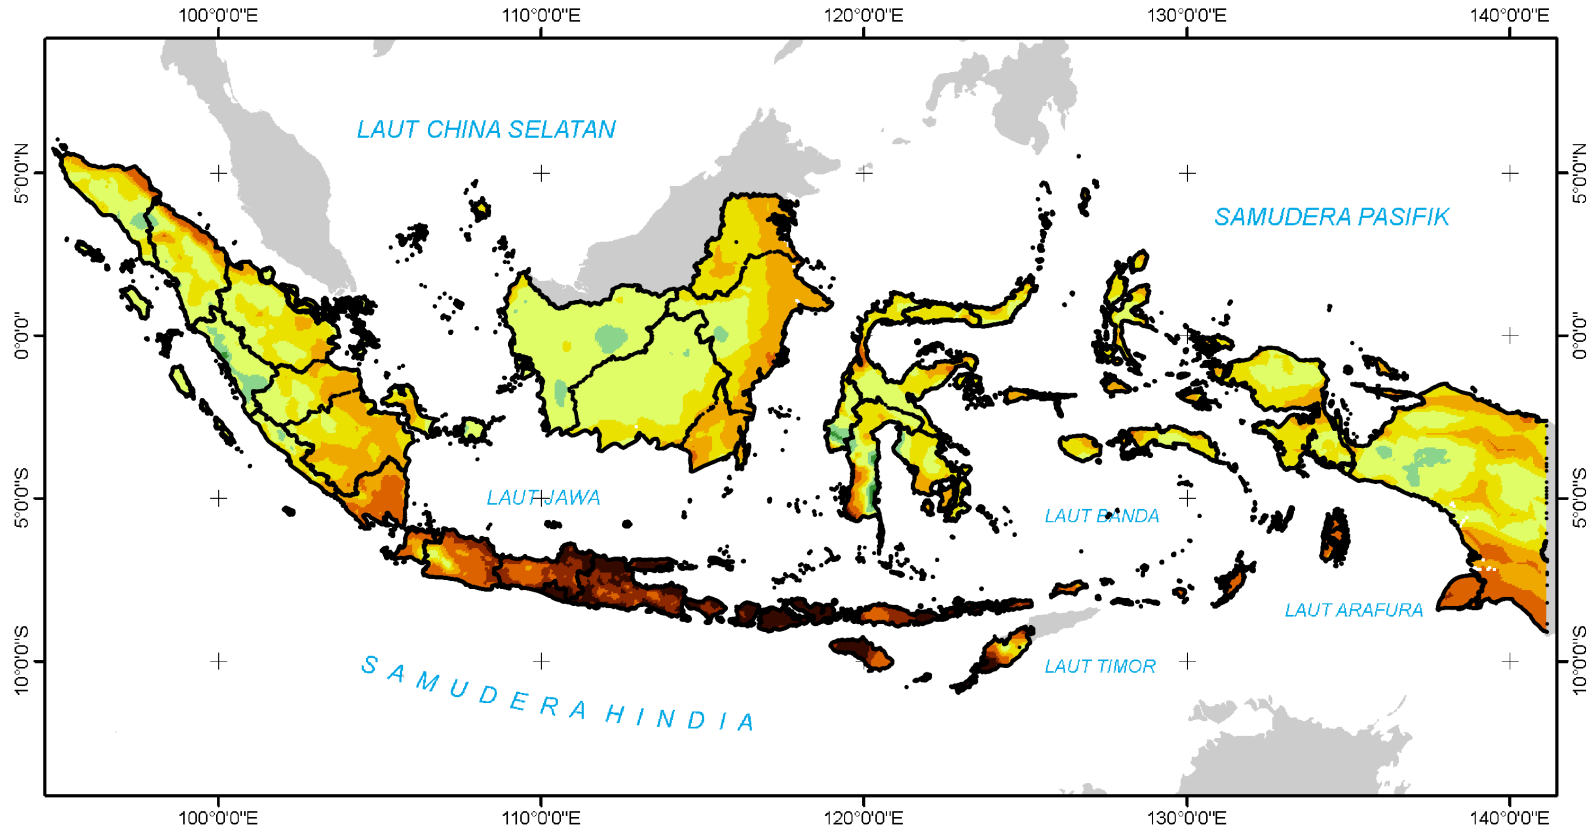 100°0'0"E 110°0'0"E 120°0'0"E 130°0'0"E 140°0'0"E
LAUT CHINA SELATAN
5°0'0"N 5°0'0"N
SAMUDERA PASIFIK
0°0'0" 0°0'0"
LAUT JAWA
5°0'0"S 5°0'0"S
LAUT BANDA
LAUT ARAFURA
10°0'0"S 10°0'0"S
LAUT TIMOR
SAMUDERA HINDIA
100°0'0"E 110°0'0"E 120°0'0"E 130°0'0"E 140°0'0"E